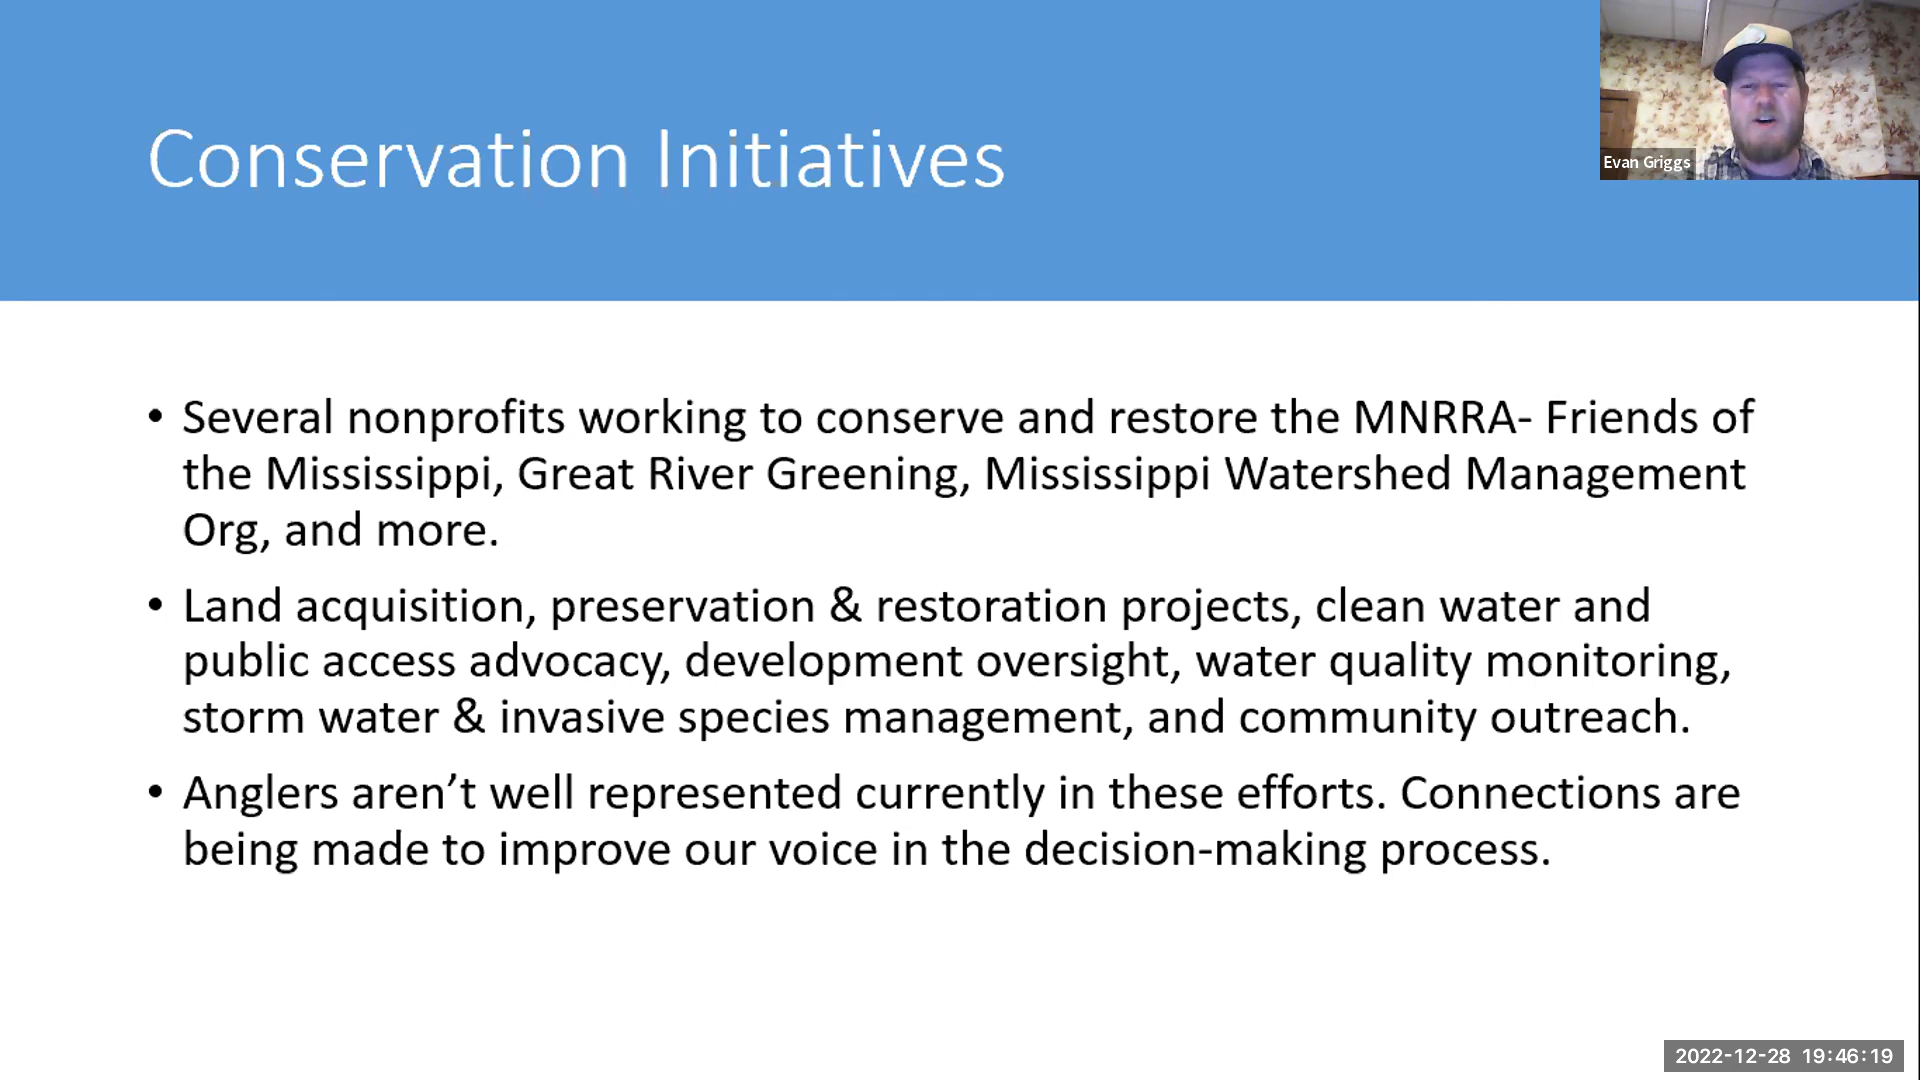 Conservation Initiatives
Evan Griggs
• Several nonprofits working to conserve and restore the MNRRA- Friends of
the Mississippi, Great River Greening, Mississippi Watershed Management
Org, and more.
• Land acquisition, preservation & restoration projects, clean water and
public access advocacy, development oversight, water quality monitoring,
storm water & invasive species management, and community outreach.
• Anglers aren’t well represented currently in these efforts. Connections are
being made to improve our voice in the decision-making process.
2022-12-28 19:46:19